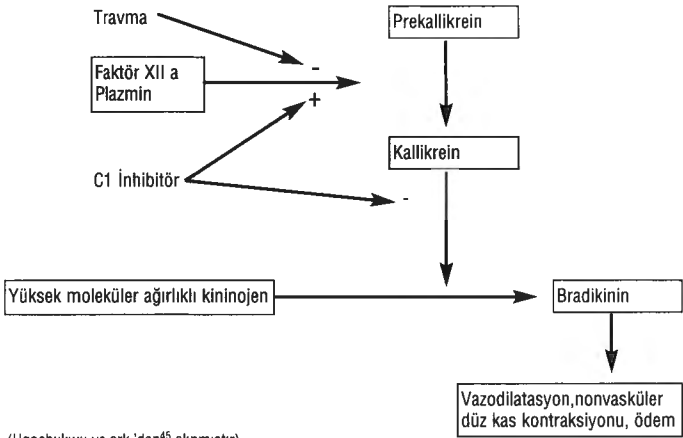 Travma
Prekallikrein
-
Faktör XII a
Plazmin
+
Kallikrein
C1 İnhibitör
-
Yüksek moleküler ağırlıklı kininojen
Bradikinin
Vazodilatasyon,nonvasküler
düz kas kontraksiyonu, ödem